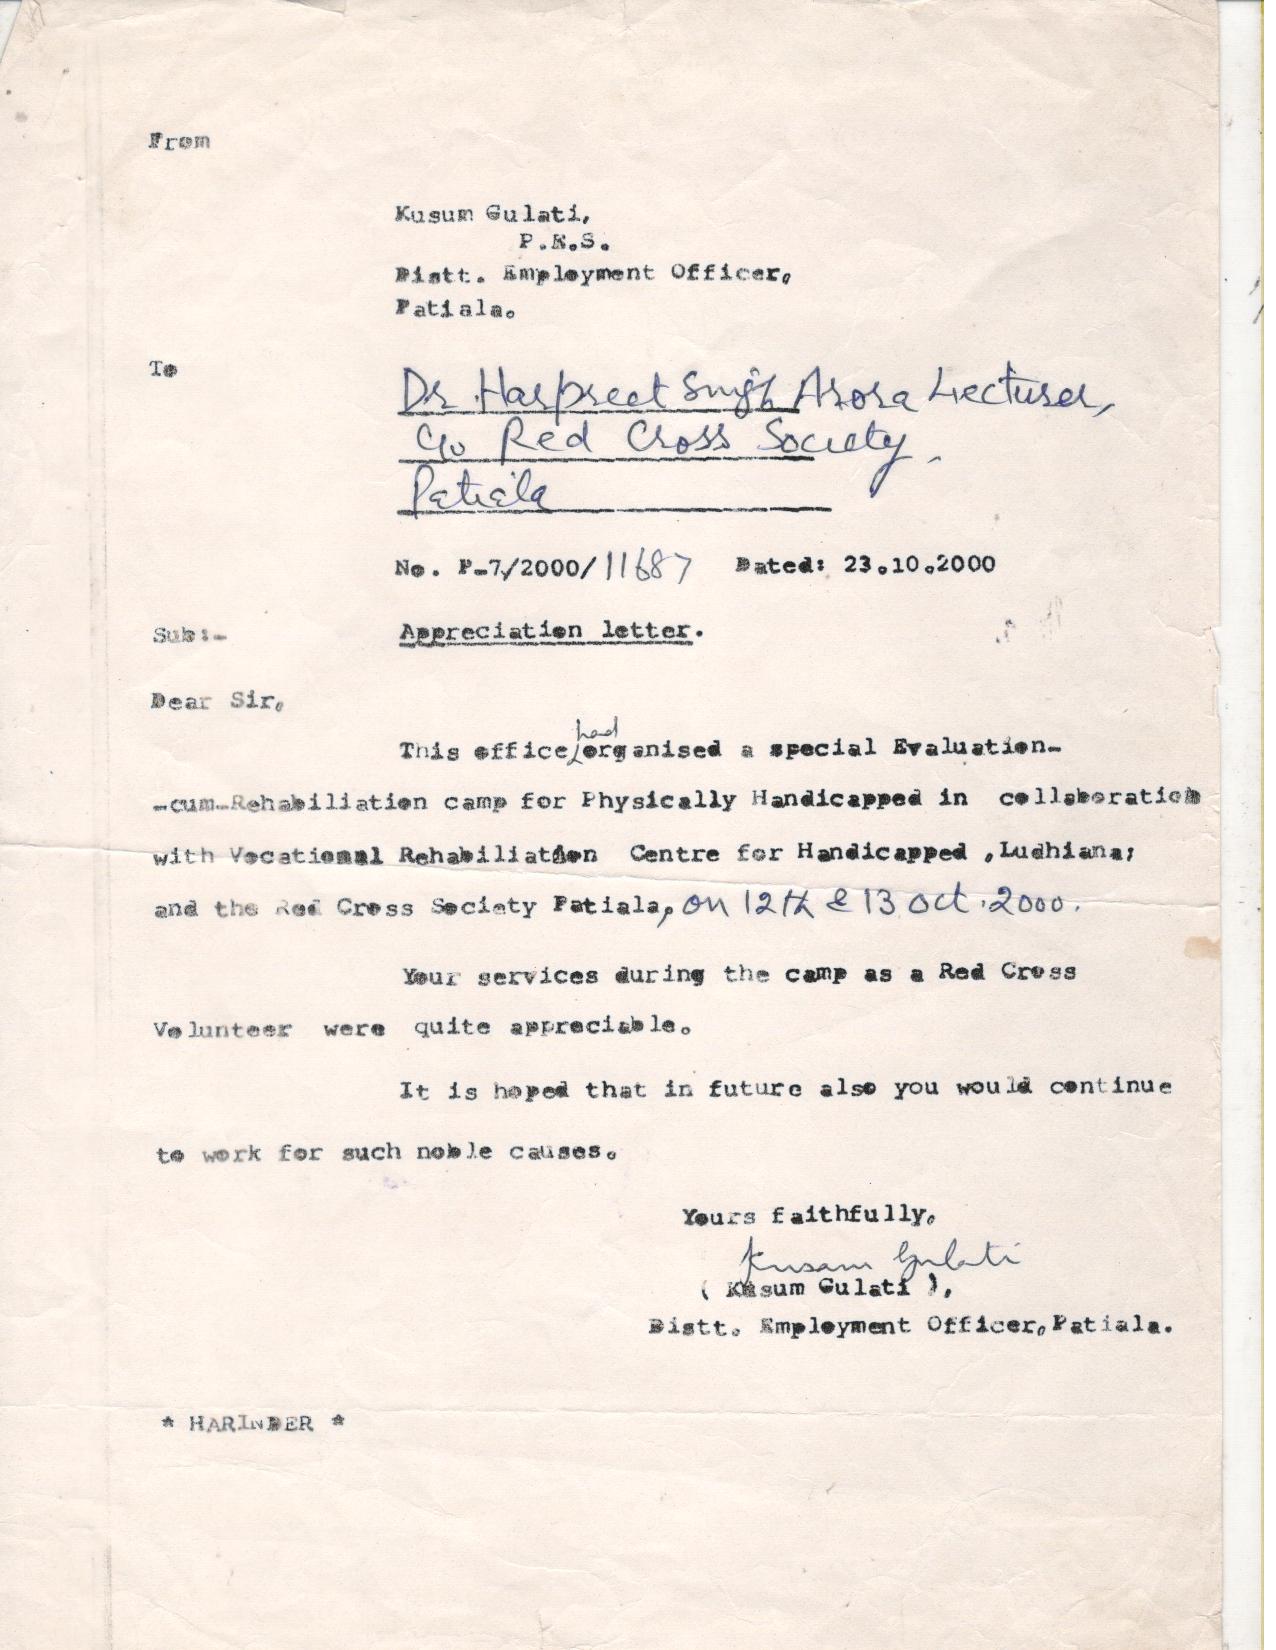 From
Kusum Gulati,
P.E.S.
Distt. Employment Officer,
Patiala.
To
Dr Harpreet Singh Arora Lecturer,
C/o Red Cross Society
Patiala
No. P-7/2000/11687 Dated: 23.10.2000
Sub:- Appreciation letter.
Dear Sir,
This office had organised a special Evaluation-
-cum-Rehabiliation camp for Physically Handicapped in collaboration
with Vocational Rehabiliation Centre for Handicapped ,Ludhiana;
and the Red Cross Society Patiala, on 12th & 13 Oct. 2000.
Your services during the camp as a Red Cross
Volunteer were quite appreciable.
It is hoped that in future also you would continue
to work for such noble causes.
Yours faithfully,
Kusam Gulati
( Kusum Gulati ),
Distt. Employment Officer,Patiala.
* HARINDER *